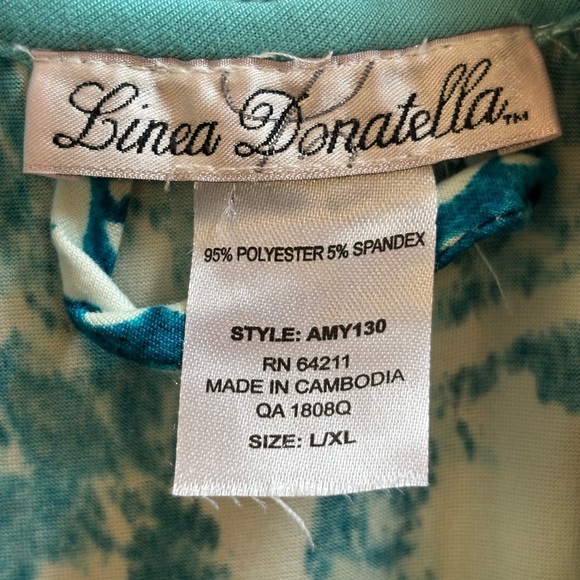 Linea Donatella™
95% POLYESTER 5% SPANDEX
STYLE: AMY130
RN 64211
MADE IN CAMBODIA
QA 1808Q
SIZE: L/XL